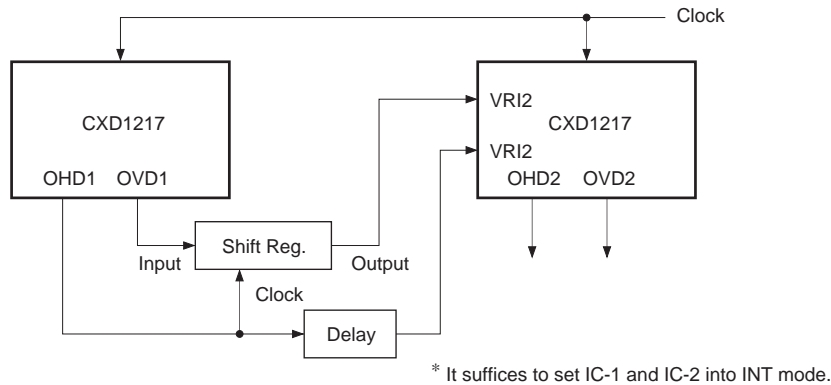 Clock
CXD1217
OHD1 OVD1
VRI2
CXD1217
VRI2
OHD2 OVD2
Shift Reg.
Input
Output
Clock
Delay
* It suffices to set IC-1 and IC-2 into INT mode.